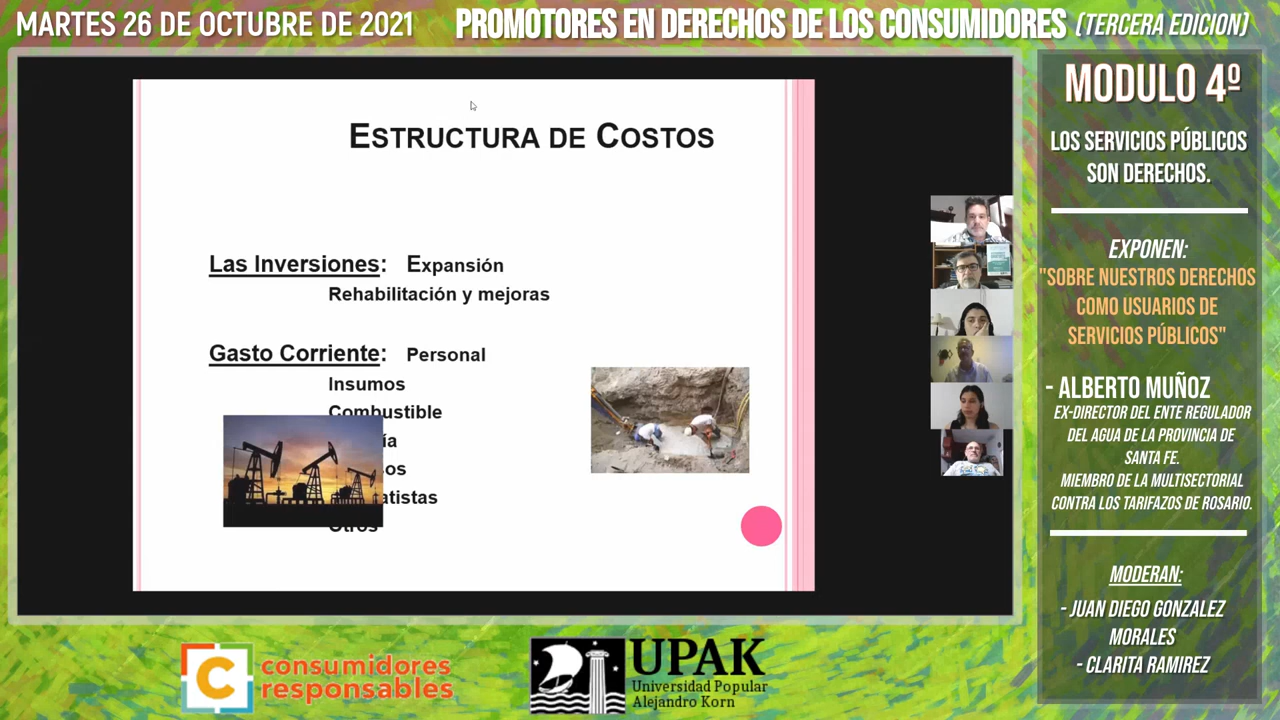 MARTES 26 DE OCTUBRE DE 2021
PROMOTORES EN DERECHOS DE LOS CONSUMIDORES (TERCERA EDICION)
ESTRUCTURA DE COSTOS
Las Inversiones: Expansión
Rehabilitación y mejoras
Gasto Corriente: Personal
Insumos
Combustible
Otros
MODULO 4º
LOS SERVICIOS PÚBLICOS
SON DERECHOS.
EXPONEN:
"SOBRE NUESTROS DERECHOS
COMO USUARIOS DE
SERVICIOS PÚBLICOS"
- ALBERTO MUÑOZ
EX-DIRECTOR DEL ENTE REGULADOR
DEL AGUA DE LA PROVINCIA DE
SANTA FE.
MIEMBRO DE LA MULTISECTORIAL
CONTRA LOS TARIFAZOS DE ROSARIO.
MODERAN:
- JUAN DIEGO GONZALEZ
MORALES
- CLARITA RAMIREZ
consumidores
responsables
UPAK
Universidad Popular
Alejandro Korn